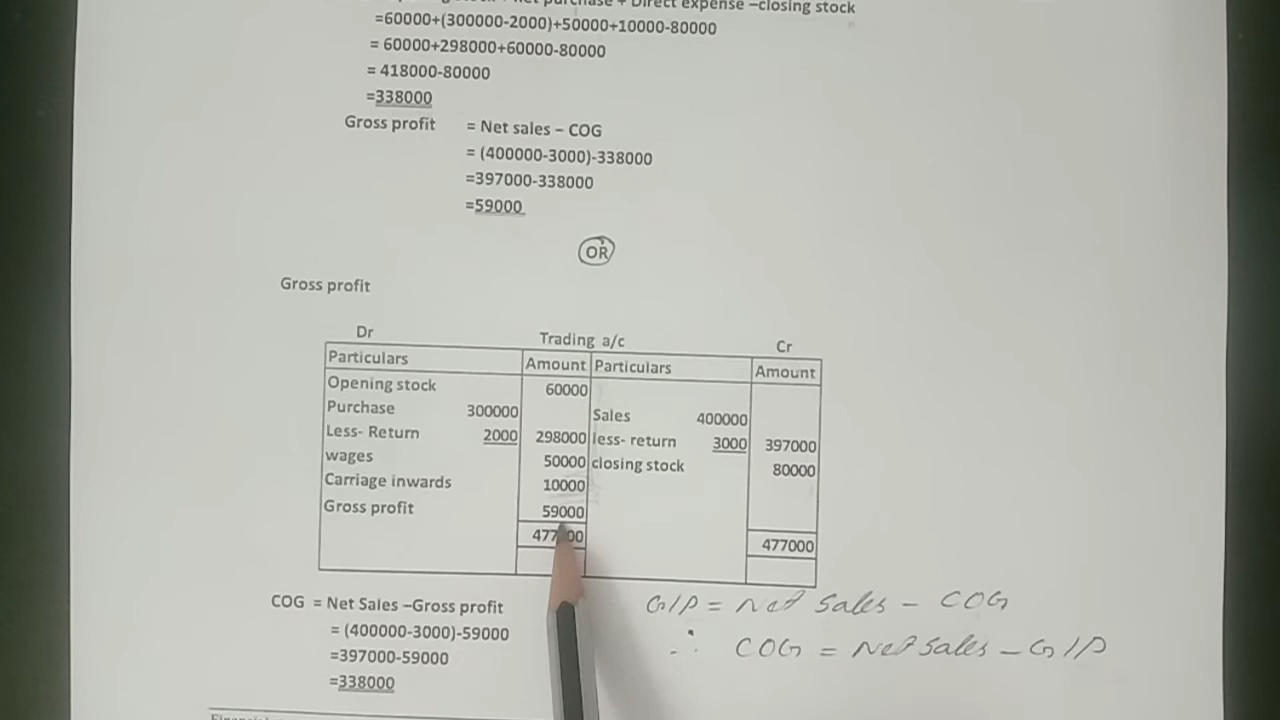 Direct expense –closing stock
=60000+(300000-2000)+50000+10000-80000
= 60000+298000+60000-80000
= 418000-80000
=338000
Gross profit = Net sales – COG
= (400000-3000)-338000
=397000-338000
=59000
OR
Gross profit
Dr Trading a/c Cr
Particulars Amount Particulars Amount
Opening stock 60000
Purchase 300000 Sales 400000
Less- Return 2000 298000 less- return 3000 397000
wages 50000 closing stock 80000
Carriage inwards 10000
Gross profit 59000
477000
COG = Net Sales –Gross profit
= (400000-3000)-59000
=397000-59000
=338000
G/P = Net Sales – COG
∴ COG = Net Sales – G/P